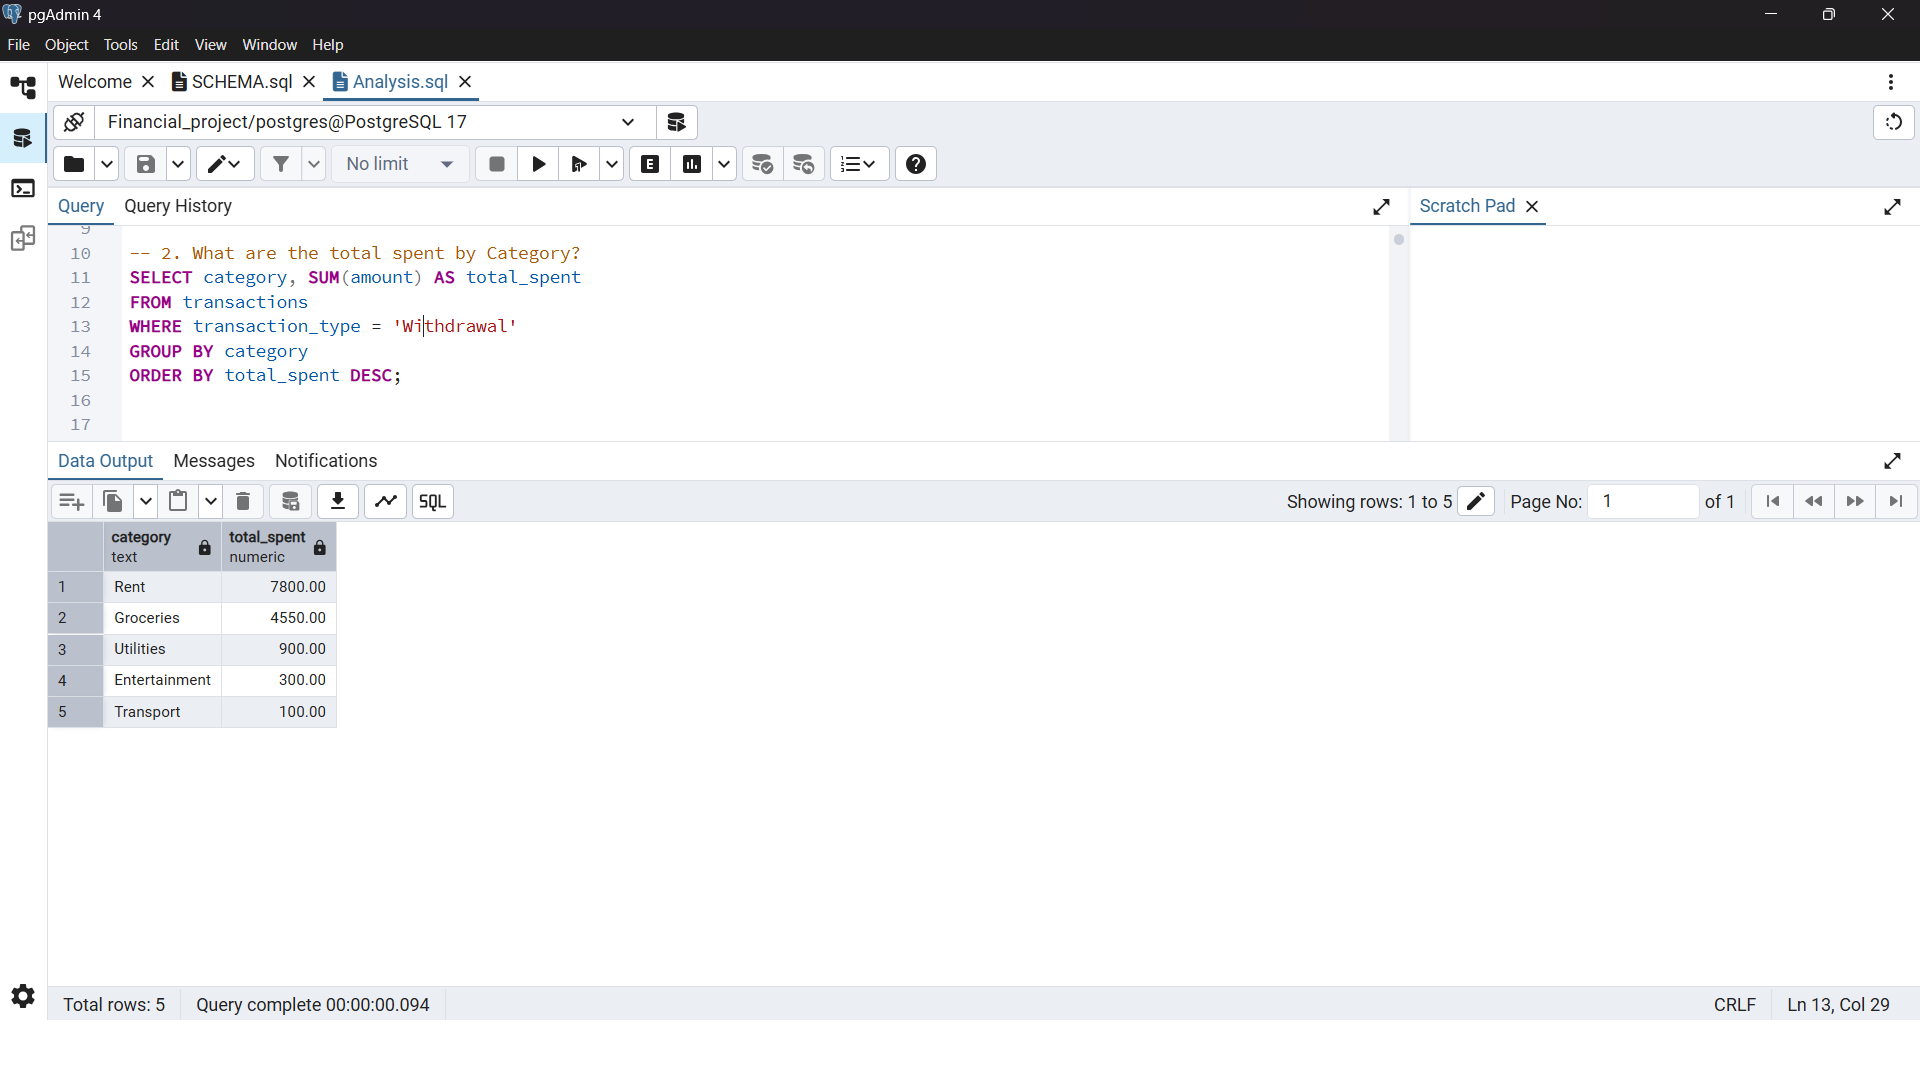 pgAdmin 4
File Object Tools Edit View Window Help
Welcome SCHEMA.sql Analysis.sql
Financial_project/postgres@PostgreSQL 17
No limit E
Query Query History Scratch Pad
9
10 -- 2. What are the total spent by Category?
11 SELECT category, SUM(amount) AS total_spent
12 FROM transactions
13 WHERE transaction_type = 'Withdrawal'
14 GROUP BY category
15 ORDER BY total_spent DESC;
16
17
Data Output Messages Notifications
SQL Showing rows: 1 to 5 Page No: 1 of 1
category total_spent
text numeric
1 Rent 7800.00
2 Groceries 4550.00
3 Utilities 900.00
4 Entertainment 300.00
5 Transport 100.00
Total rows: 5 Query complete 00:00:00.094 CRLF Ln 13, Col 29